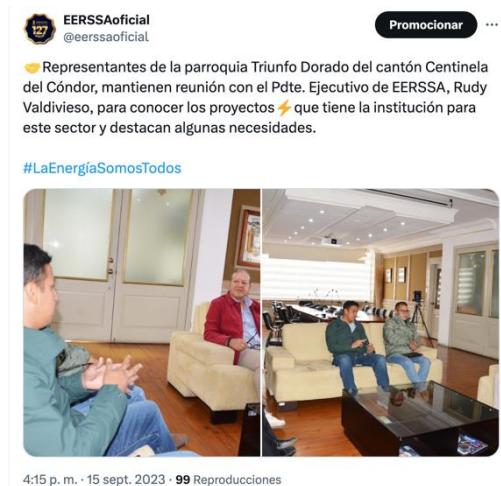 EERSSAoficial
@eerssaoficial
Promocionar
127
🤝Representantes de la parroquia Triunfo Dorado del cantón Centinela
del Cóndor, mantienen reunión con el Pdte. Ejecutivo de EERSSA, Rudy
Valdivieso, para conocer los proyectos⚡que tiene la institución para
este sector y destacan algunas necesidades.
#LaEnergíaSomosTodos
4:15 p. m. · 15 sept. 2023 · 99 Reproducciones